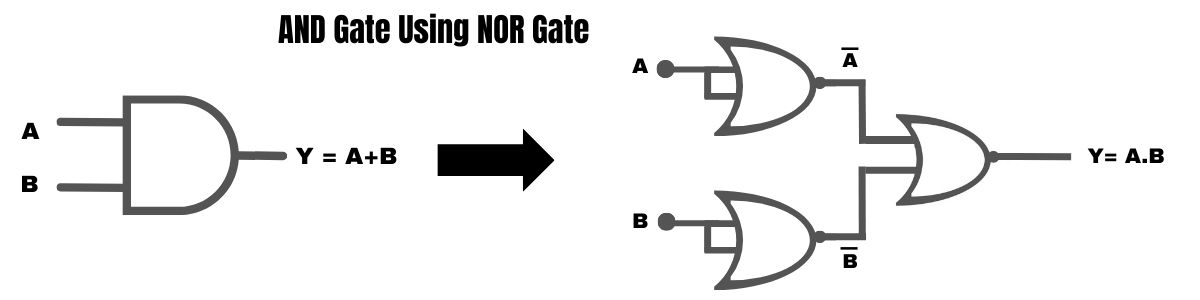 AND Gate Using NOR Gate
A
B
Y = A+B
A
A̅
B
B̅
Y= A.B